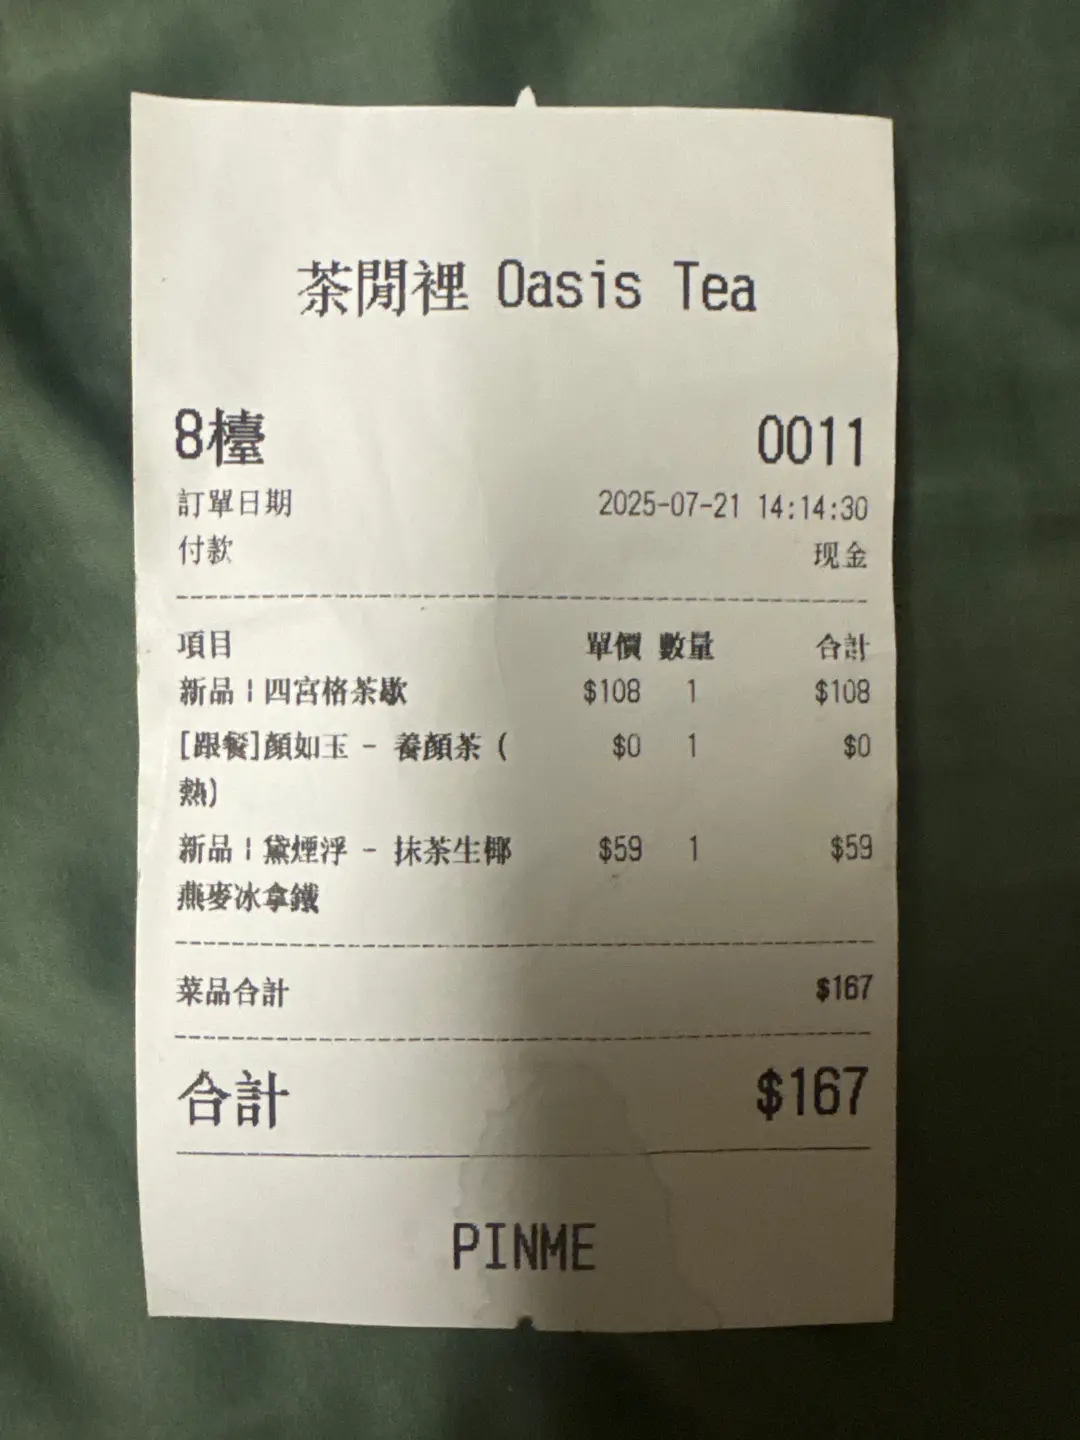 茶閒裡 Oasis Tea
8檯 0011
訂單日期 2025-07-21 14:14:30
付款 现金
項目 單價 數量 合計
新品¦四宮格茶歇 $108 1 $108
[跟餐]顏如玉 - 養顏茶 ( $0 1 $0
熱)
新品¦黛煙浮 - 抹茶生椰 $59 1 $59
燕麥冰拿鐵
菜品合計 $167
合計 $167
PINME